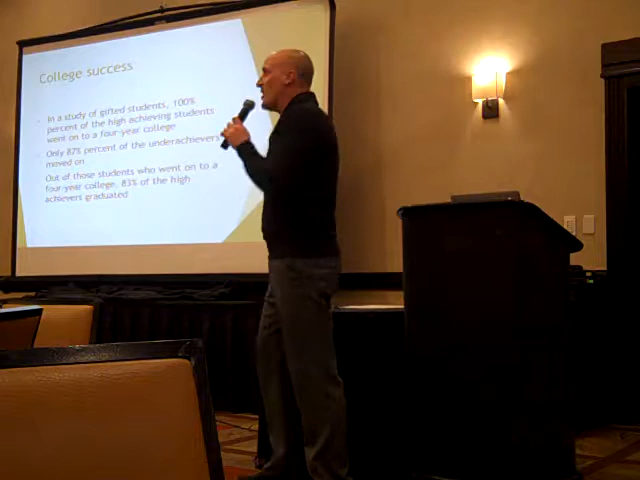 College success
In a study of gifted students, 100%
percent of the high achieving students
went on to a four-year college
Only 87% percent of the underachievers
moved on
Out of those students who went on to a
four-year college, 83% of the high
achievers graduated